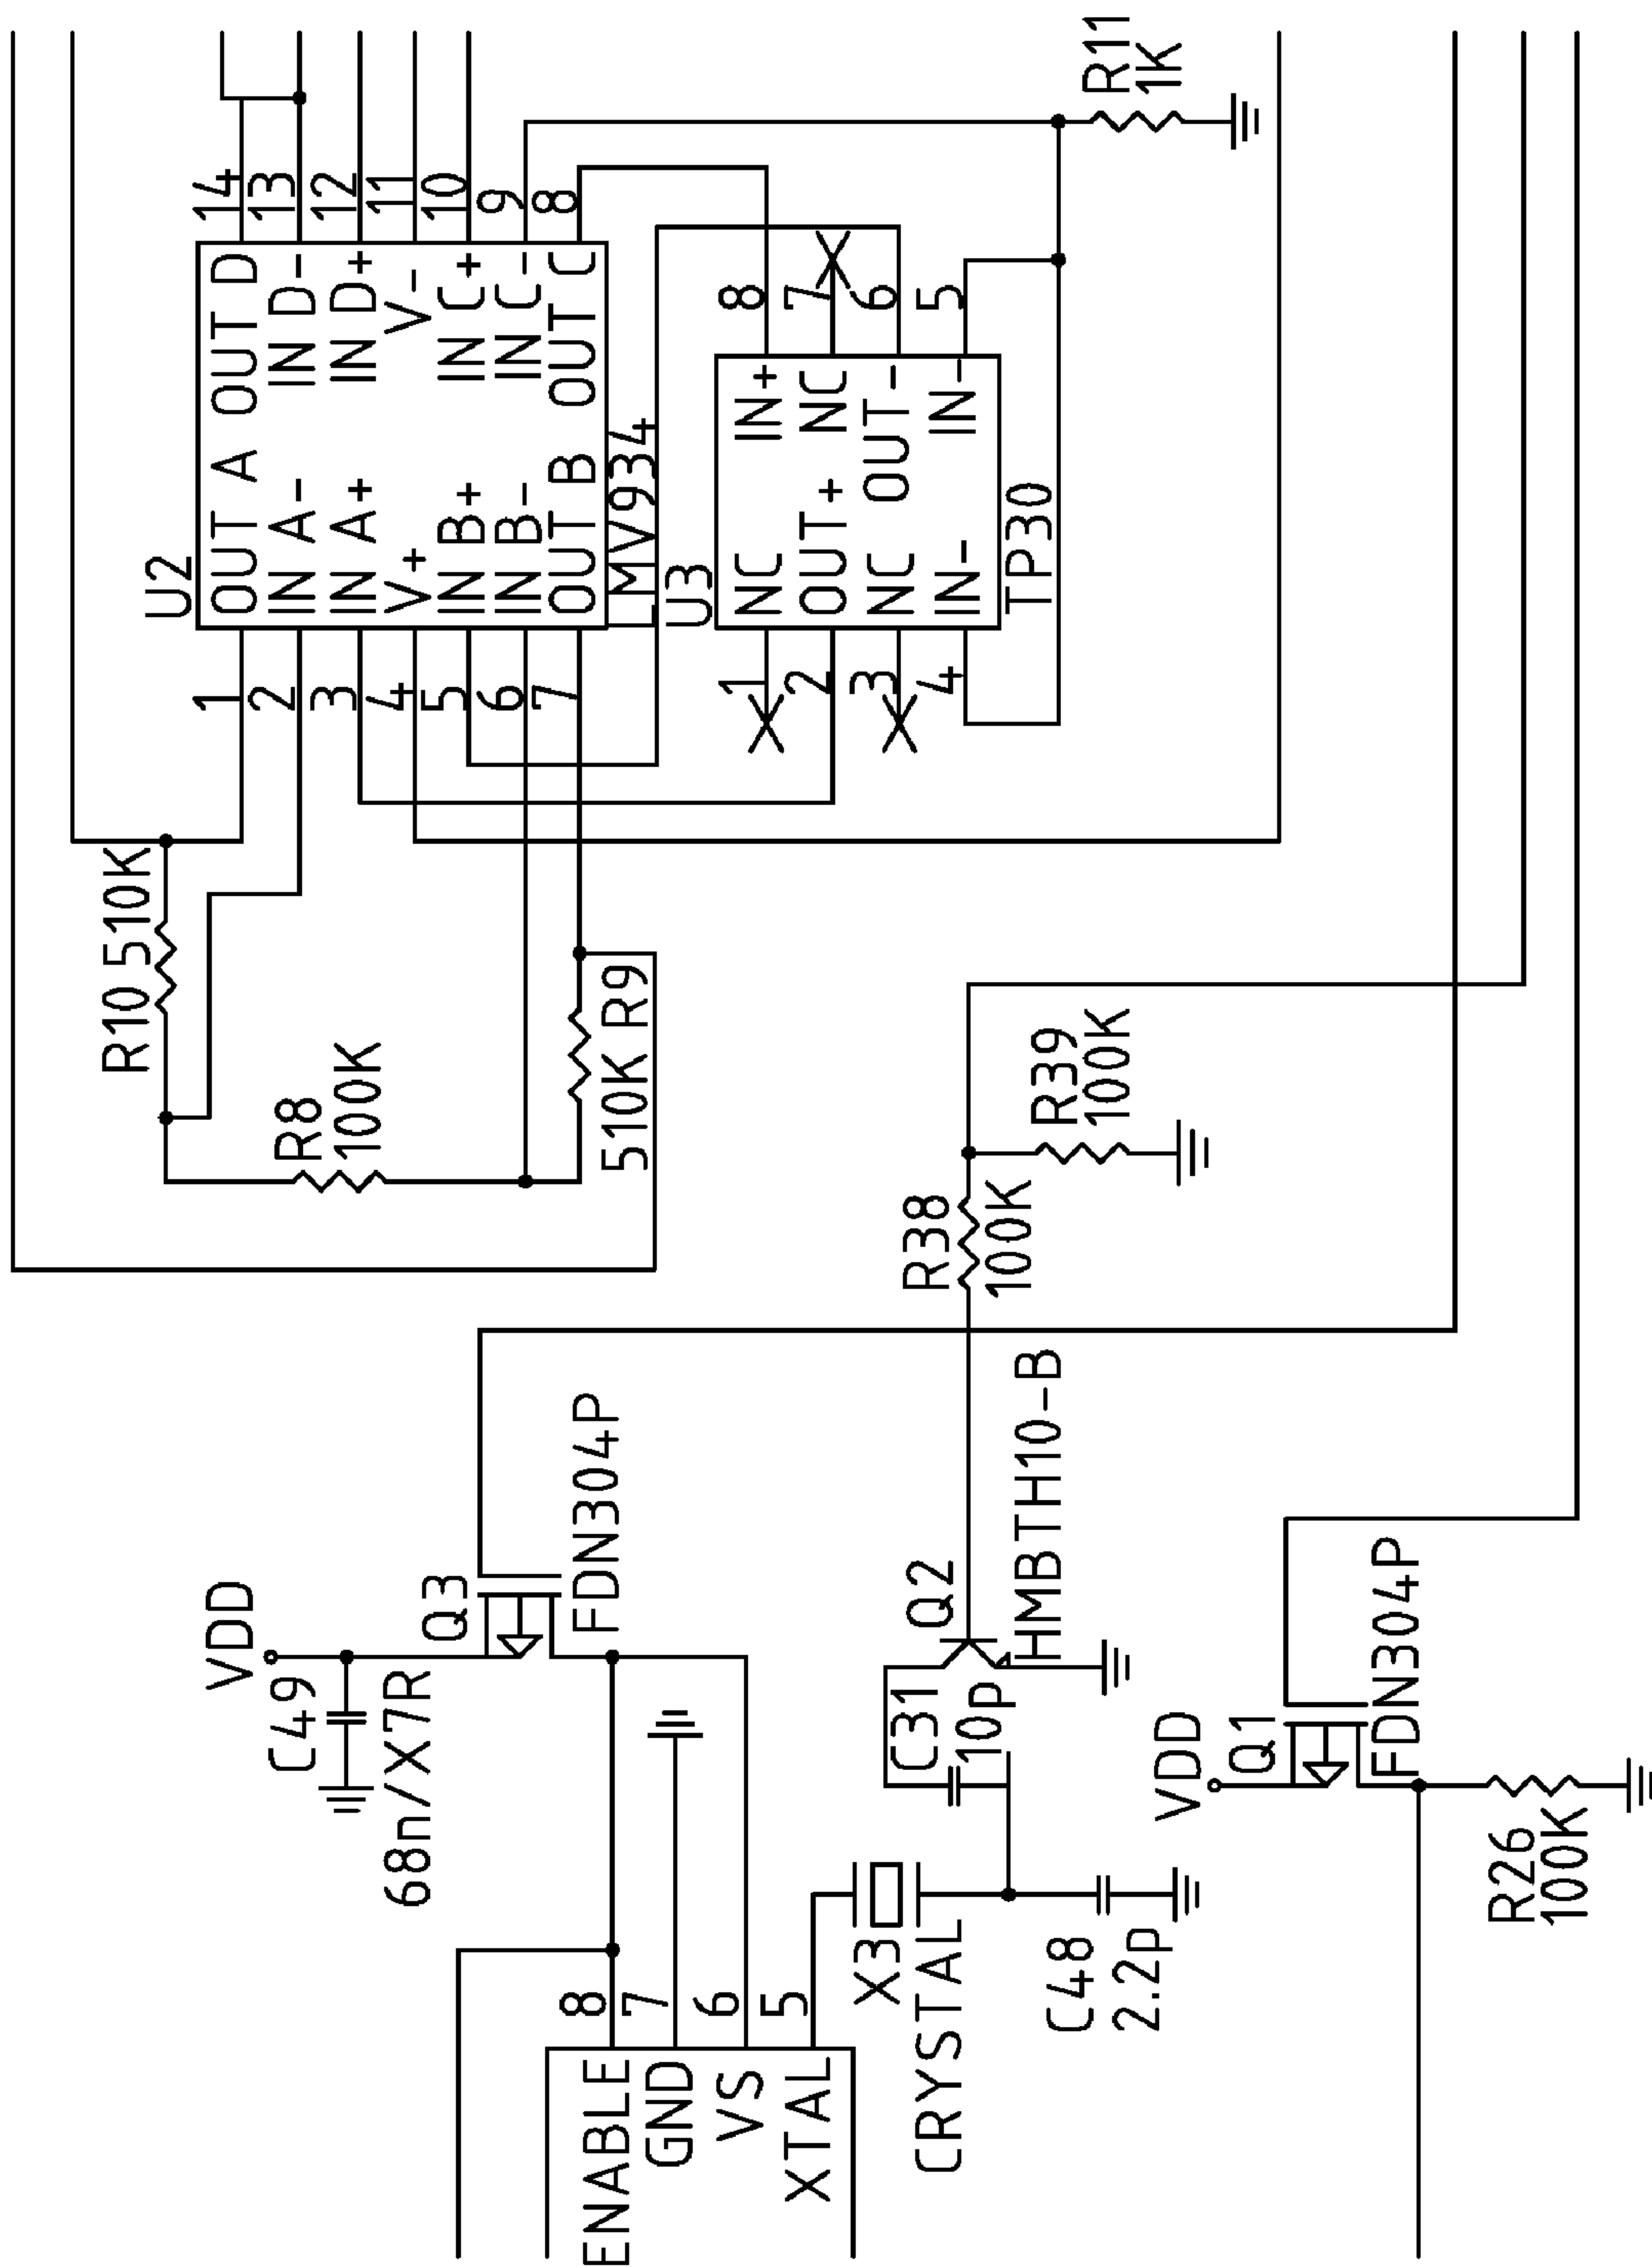 ENABLE
GND
VS
XTAL
8
7
6
5
VDD
C49
68n/X7R
Q3
FDN304P
X3
CRYSTAL
C48
2.2p
C31
10p
Q2
HMBTH10-B
VDD
Q1
FDN304P
R26
100K
R38
100K
R39
100K
R10 510K
R8
100K
510K R9
U2
1 OUT A OUT D 14
2 IN A- IN D- 13
3 IN A+ IN D+ 12
4 V+ V- 11
5 IN B+ IN C+ 10
6 IN B- IN C- 9
7 OUT B OUT C 8
LMV934
U3
1 NC IN+ 8
2 OUT+ NC 7
3 NC OUT- 6
4 IN- IN- 5
TP30
R11
1K